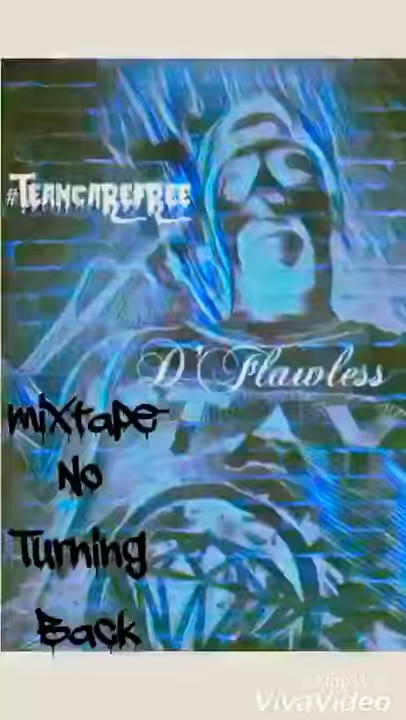 #TEAMCAREFREE
D'Flawless
mixtape
No
Turning
Back
VivaVideo